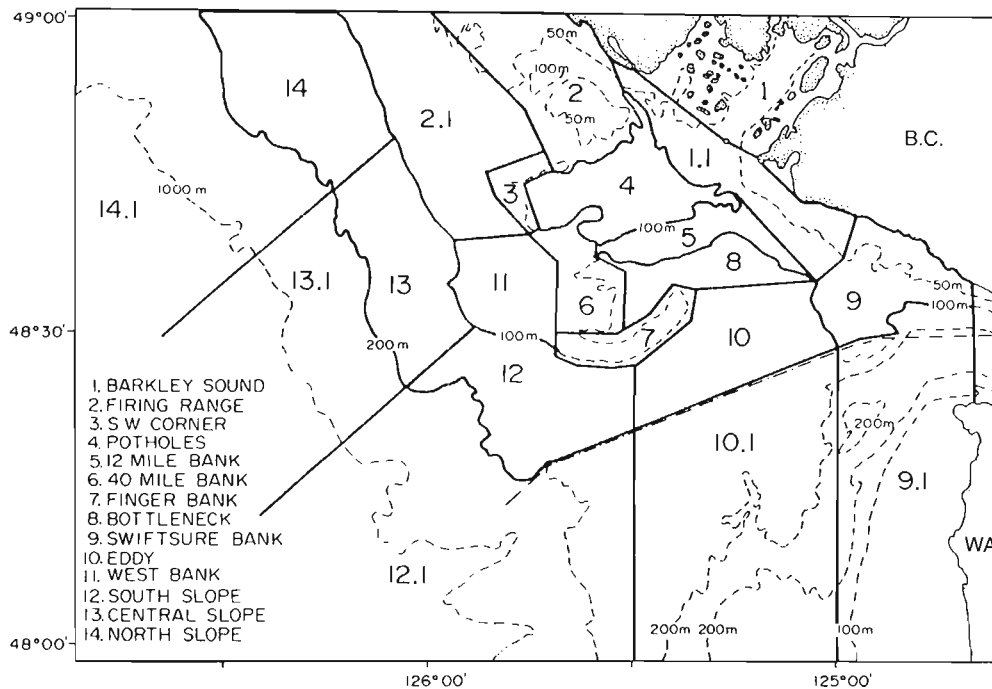 49°00'
50m
100m
14
2
1
50m
2.1
B.C.
1.1
3
4
1000m
14.1
100m
5
8
13.1
13
11
9
50m
6
100m
48°30'
100m
7
10
200m
12
1, BARKLEY SOUND
2. FIRING RANGE
3. S W CORNER
4. POTHOLES
5. 12 MILE BANK
6. 40 MILE BANK
7. FINGER BANK
8. BOTTLENECK
9. SWIFTSURE BANK
10. EDDY
11. WEST BANK
12. SOUTH SLOPE
13. CENTRAL SLOPE
14. NORTH SLOPE
200m
10.1
9.1
WA
12.1
48°00'
200m
200m
100m
126°00'
125°00'